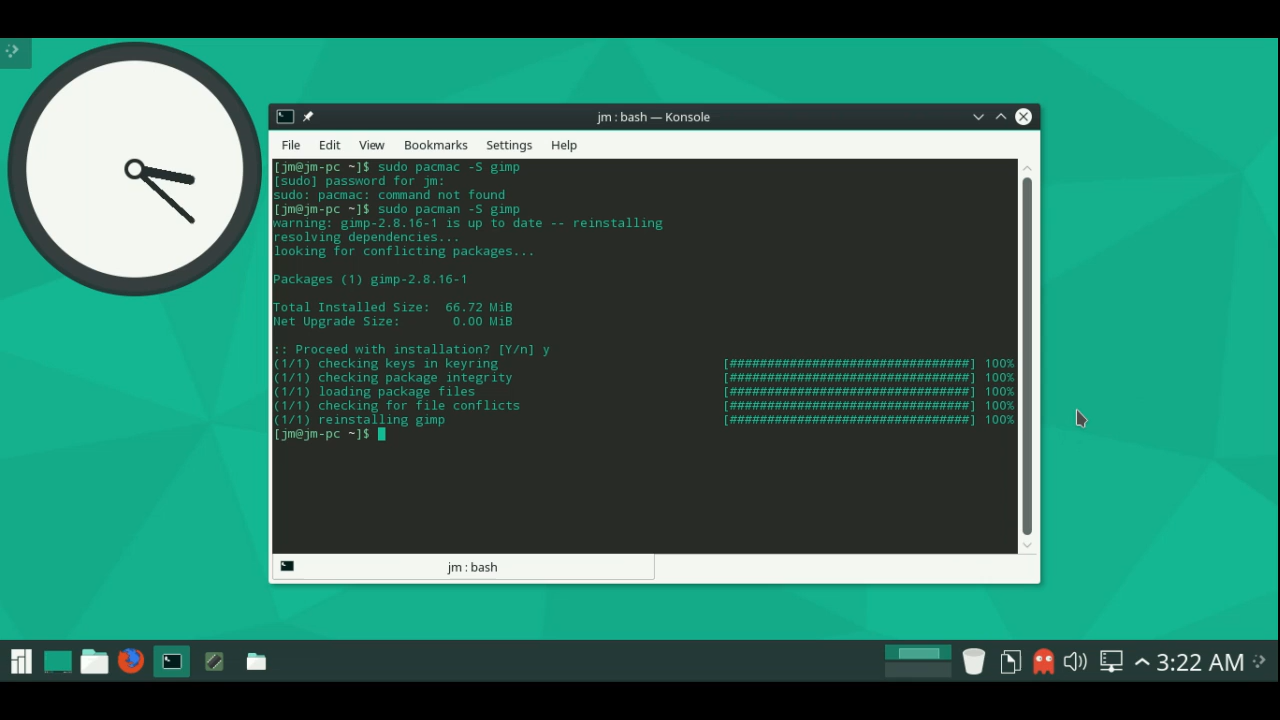 jm : bash — Konsole
File Edit View Bookmarks Settings Help
[jm@jm-pc ~]$ sudo pacmac -S gimp
[sudo] password for jm:
sudo: pacmac: command not found
[jm@jm-pc ~]$ sudo pacman -S gimp
warning: gimp-2.8.16-1 is up to date -- reinstalling
resolving dependencies...
looking for conflicting packages...
Packages (1) gimp-2.8.16-1
Total Installed Size:  66.72 MiB
Net Upgrade Size:       0.00 MiB
:: Proceed with installation? [Y/n] y
(1/1) checking keys in keyring [################################] 100%
(1/1) checking package integrity [################################] 100%
(1/1) loading package files [################################] 100%
(1/1) checking for file conflicts [################################] 100%
(1/1) reinstalling gimp [################################] 100%
[jm@jm-pc ~]$
jm : bash
3:22 AM